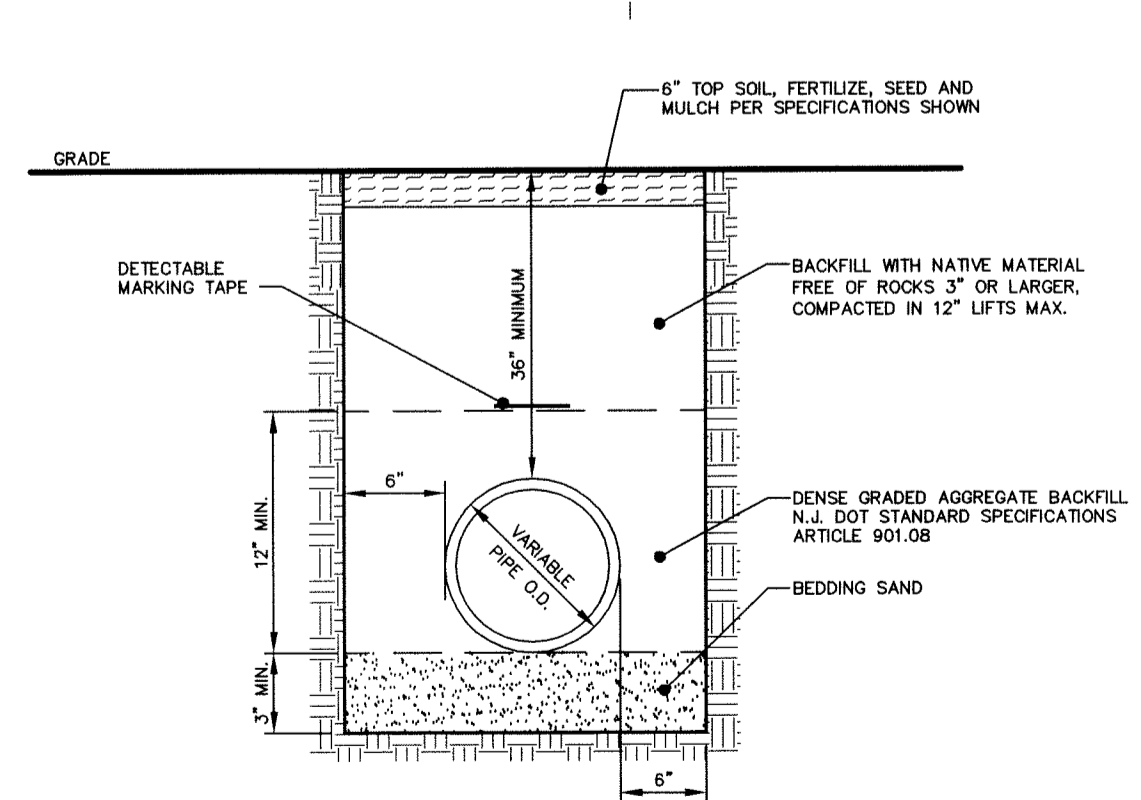 6" TOP SOIL, FERTILIZE, SEED AND
MULCH PER SPECIFICATIONS SHOWN
GRADE
DETECTABLE
MARKING TAPE
36" MINIMUM
BACKFILL WITH NATIVE MATERIAL
FREE OF ROCKS 3" OR LARGER,
COMPACTED IN 12" LIFTS MAX.
6"
12" MIN.
VARIABLE
PIPE O.D.
DENSE GRADED AGGREGATE BACKFILL
N.J. DOT STANDARD SPECIFICATIONS
ARTICLE 901.08
BEDDING SAND
3" MIN.
6"